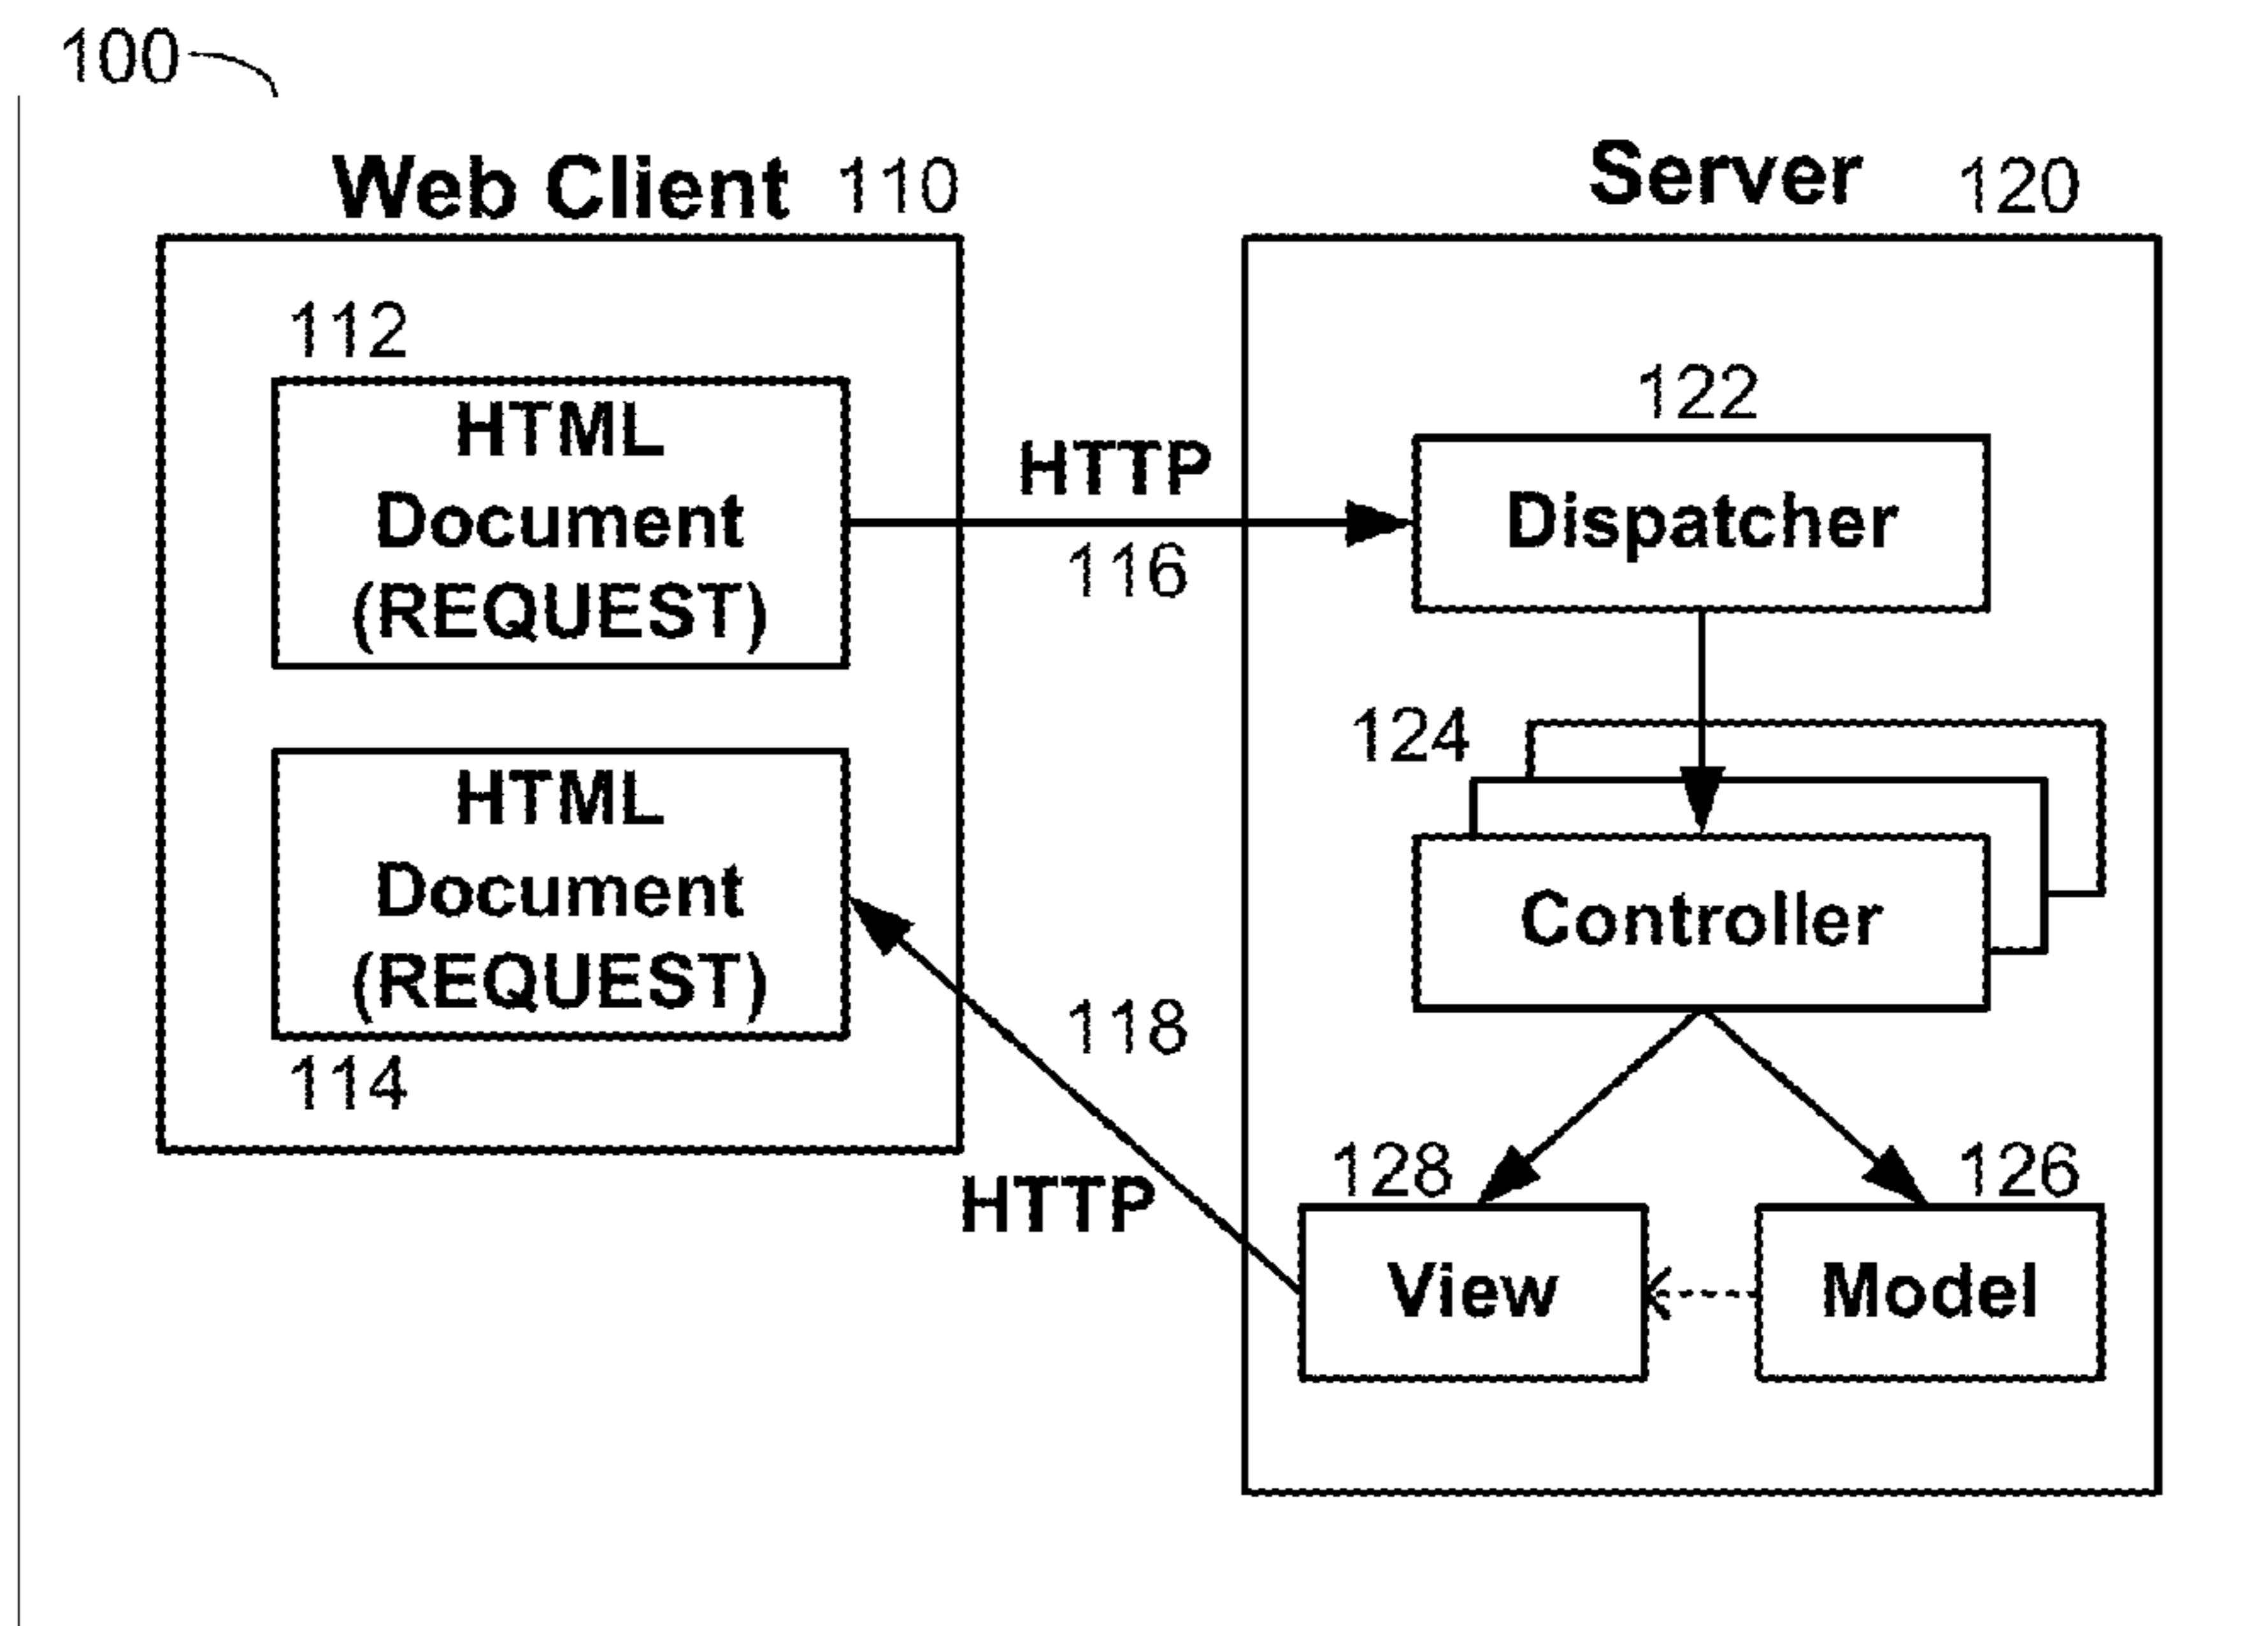 100
Web Client 110
112
HTML
Document
(REQUEST)
HTML
Document
(REQUEST)
114
HTTP
116
118
HTTP
Server 120
122
Dispatcher
124
Controller
128
View
126
Model